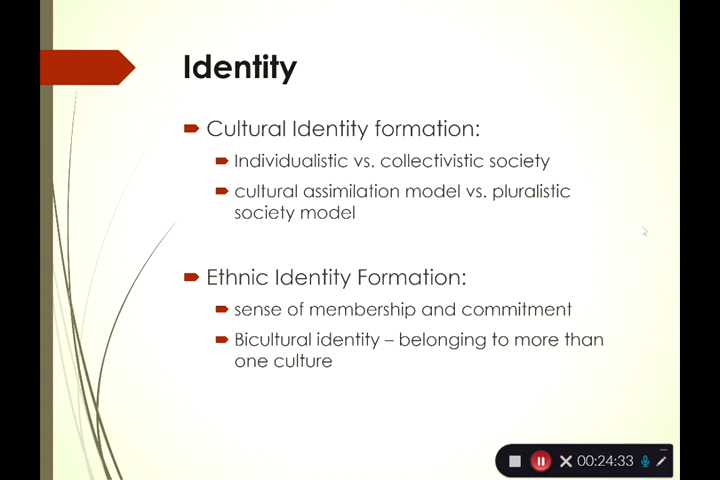 Identity
Cultural Identity formation:
Individualistic vs. collectivistic society
cultural assimilation model vs. pluralistic
society model
Ethnic Identity Formation:
sense of membership and commitment
Bicultural identity – belonging to more than
one culture
00:24:33